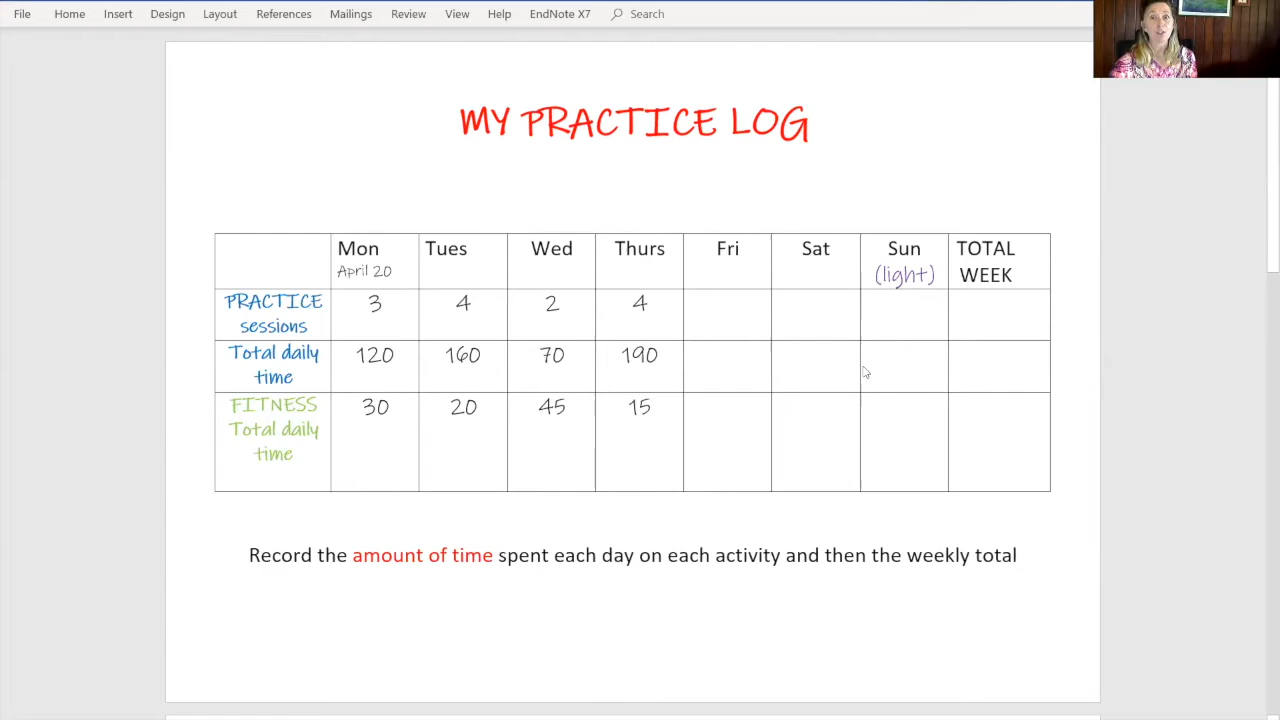 File Home Insert Design Layout References Mailings Review View Help EndNote X7 Search
MY PRACTICE LOG
Mon Tues Wed Thurs Fri Sat Sun TOTAL
April 20 (light) WEEK
PRACTICE 3 4 2 4
sessions
Total daily 120 160 70 190
time
FITNESS 30 20 45 15
Total daily
time
Record the amount of time spent each day on each activity and then the weekly total